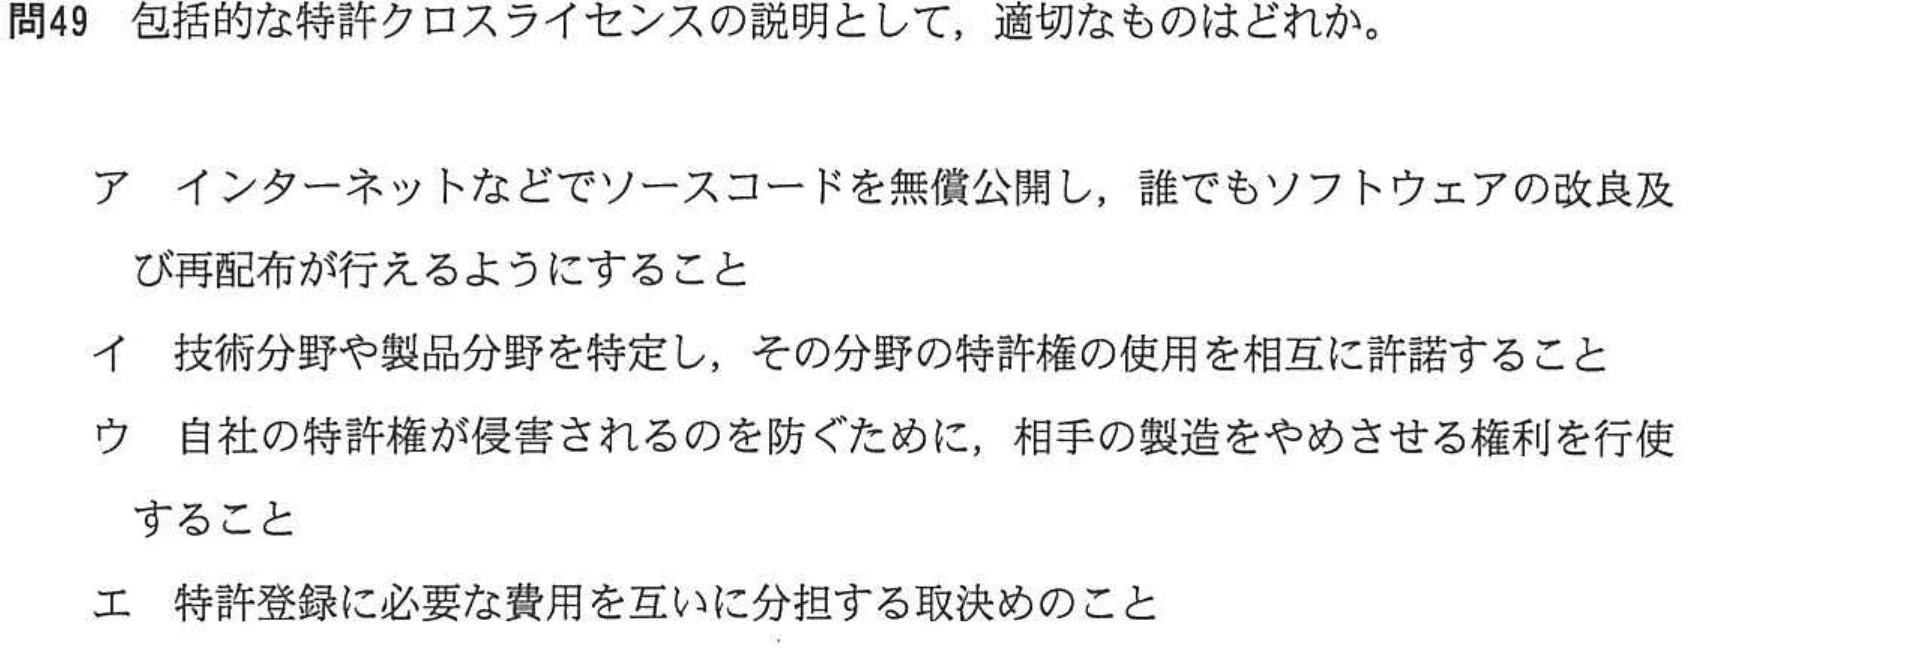 問49 包括的な特許クロスライセンスの説明として，適切なものはどれか。
ア インターネットなどでソースコードを無償公開し，誰でもソフトウェアの改良及
び再配布が行えるようにすること
イ 技術分野や製品分野を特定し，その分野の特許権の使用を相互に許諾すること
ウ 自社の特許権が侵害されるのを防ぐために，相手の製造をやめさせる権利を行使
すること
エ 特許登録に必要な費用を互いに分担する取決めのこと